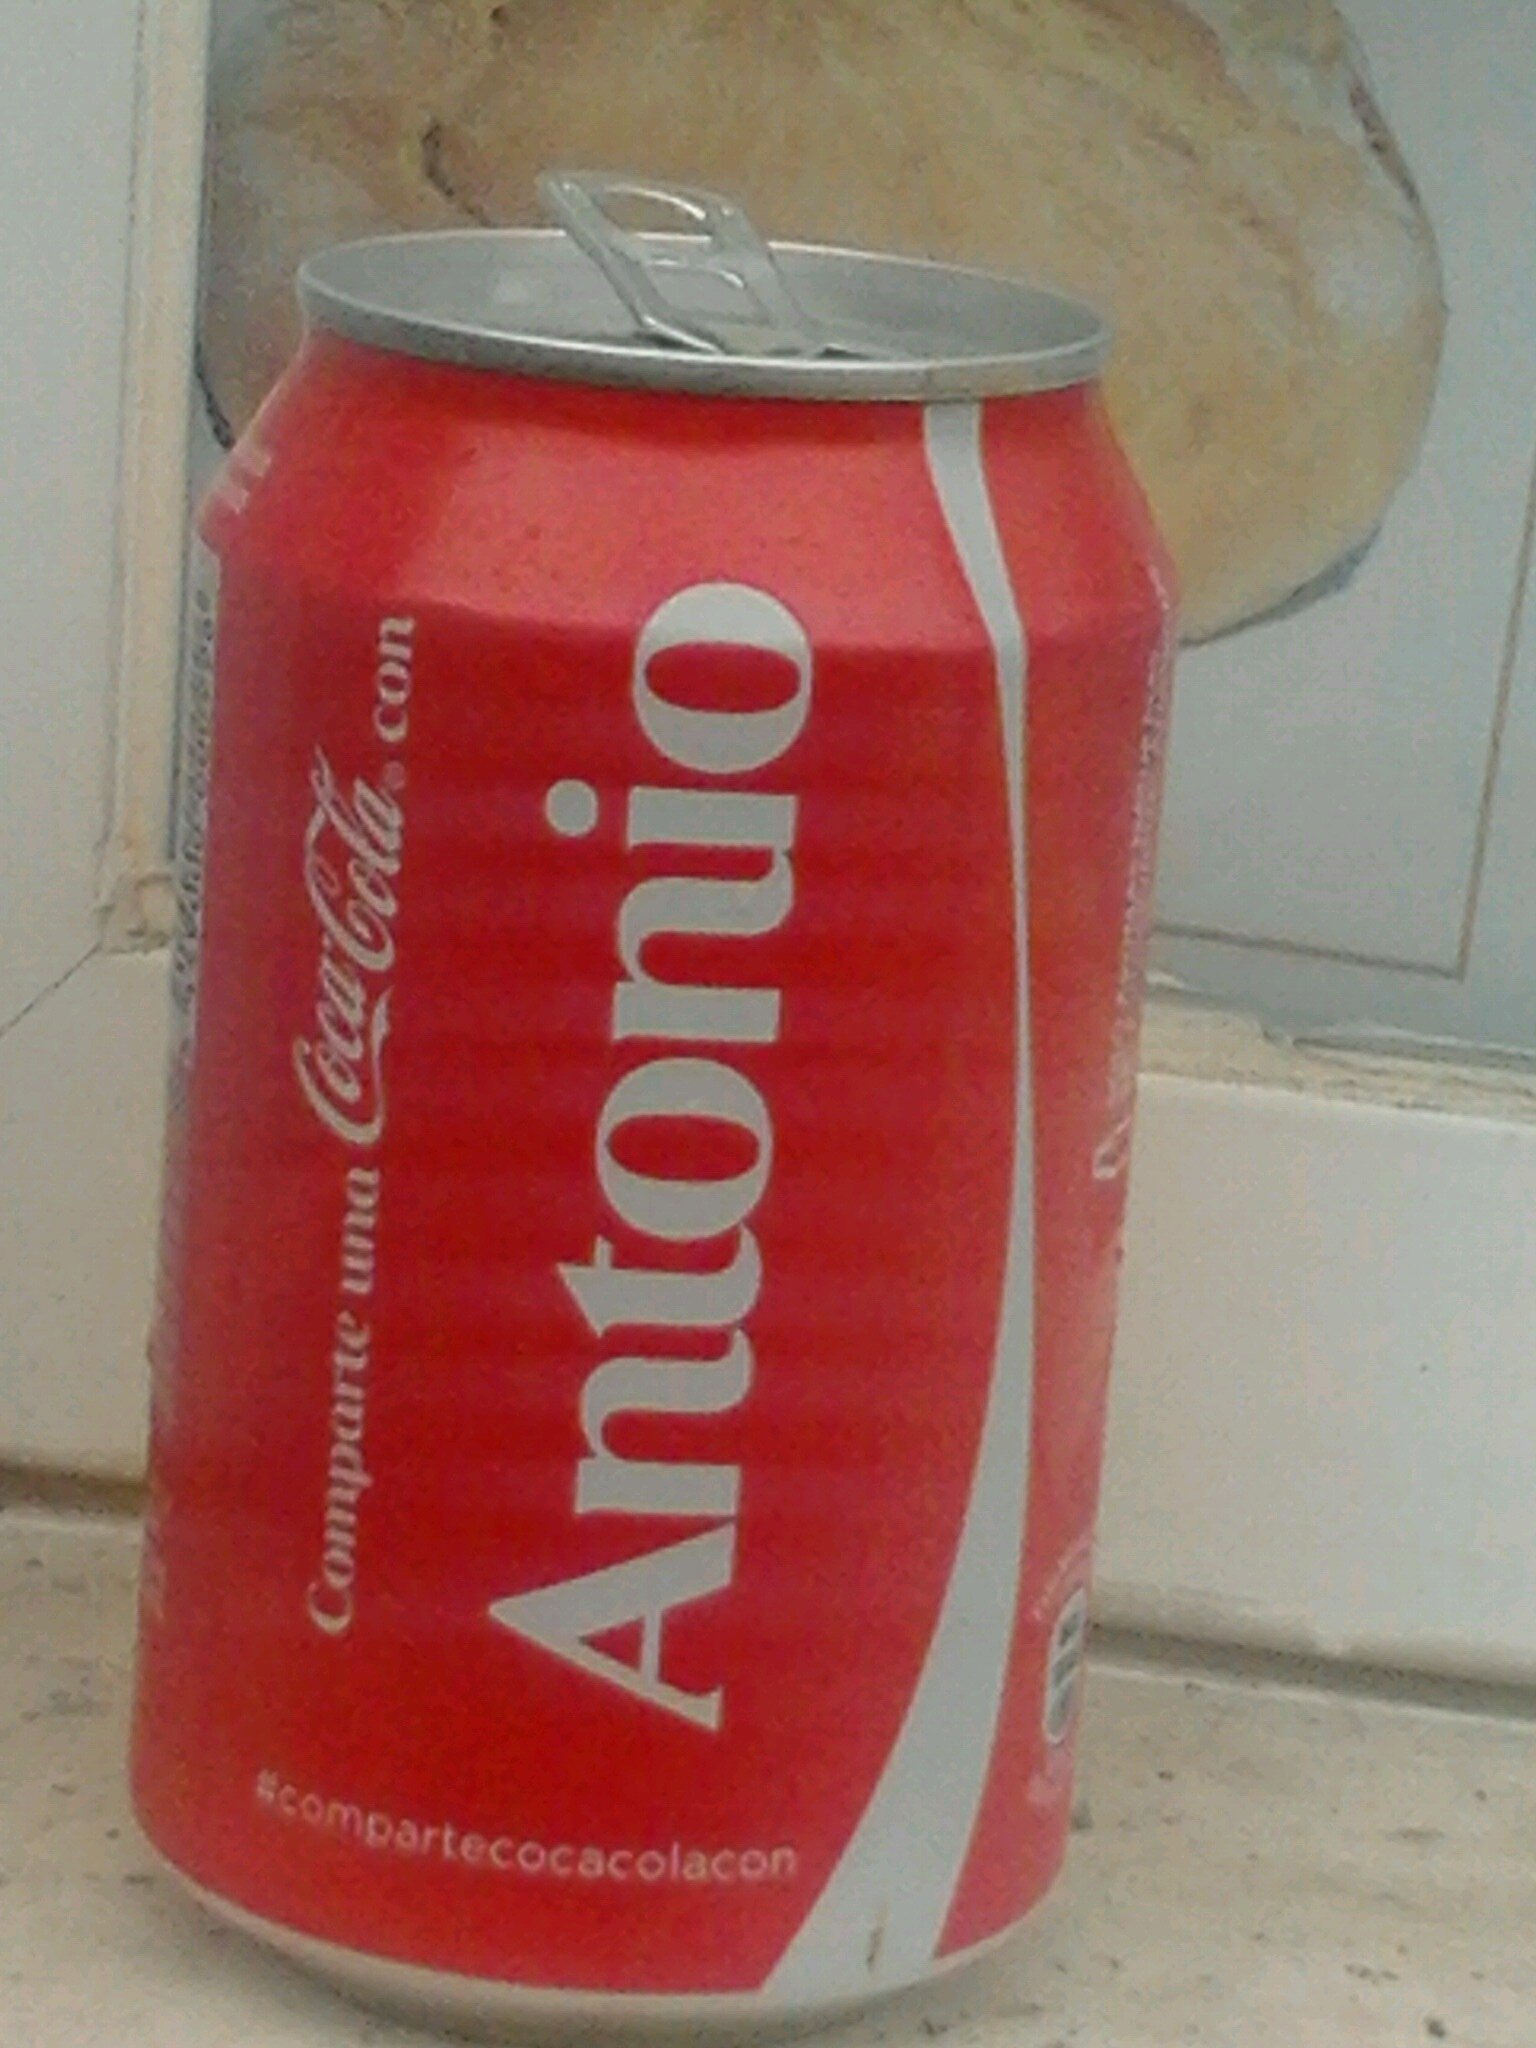 Comparte una Coca-Cola® con
Antonio
#compartecocacolacon